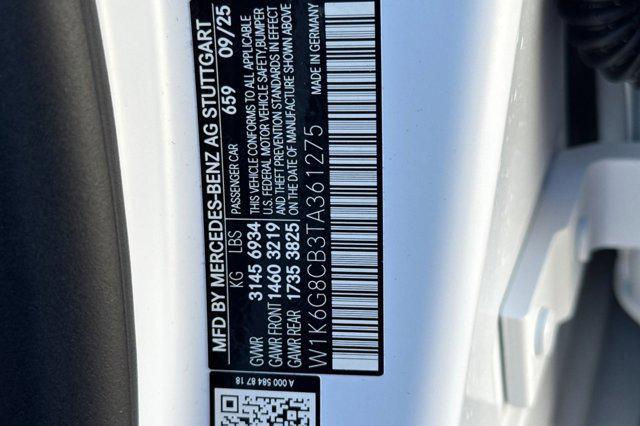 MFD BY MERCEDES-BENZ AG STUTTGART
KG LBS PASSENGER CAR 659 09/25
GVWR 3145 6934
GAWR FRONT 1460 3219
GAWR REAR 1735 3825
THIS VEHICLE CONFORMS TO ALL APPLICABLE
U.S. FEDERAL MOTOR VEHICLE SAFETY,BUMPER
AND THEFT PREVENTION STANDARDS IN EFFECT
ON THE DATE OF MANUFACTURE SHOWN ABOVE
MADE IN GERMANY
W1K6G8CB3TA361275
A 000 584 87 18